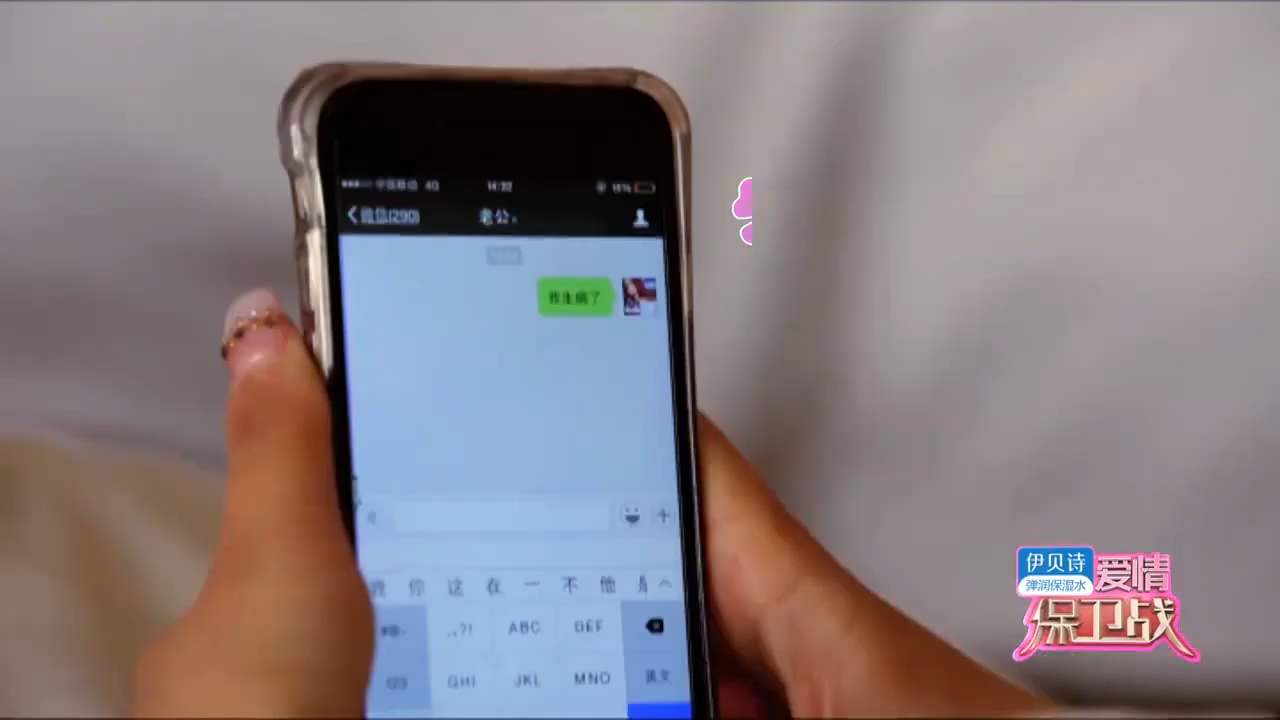 中国移动 4G 14:32 15%
微信(290) 老公。
我生病了
我 你 这 在 一 不 他 是
.,?! ABC DEF
123 GHI JKL MNO 英文
伊贝诗
弹润保湿水
爱情
保卫战